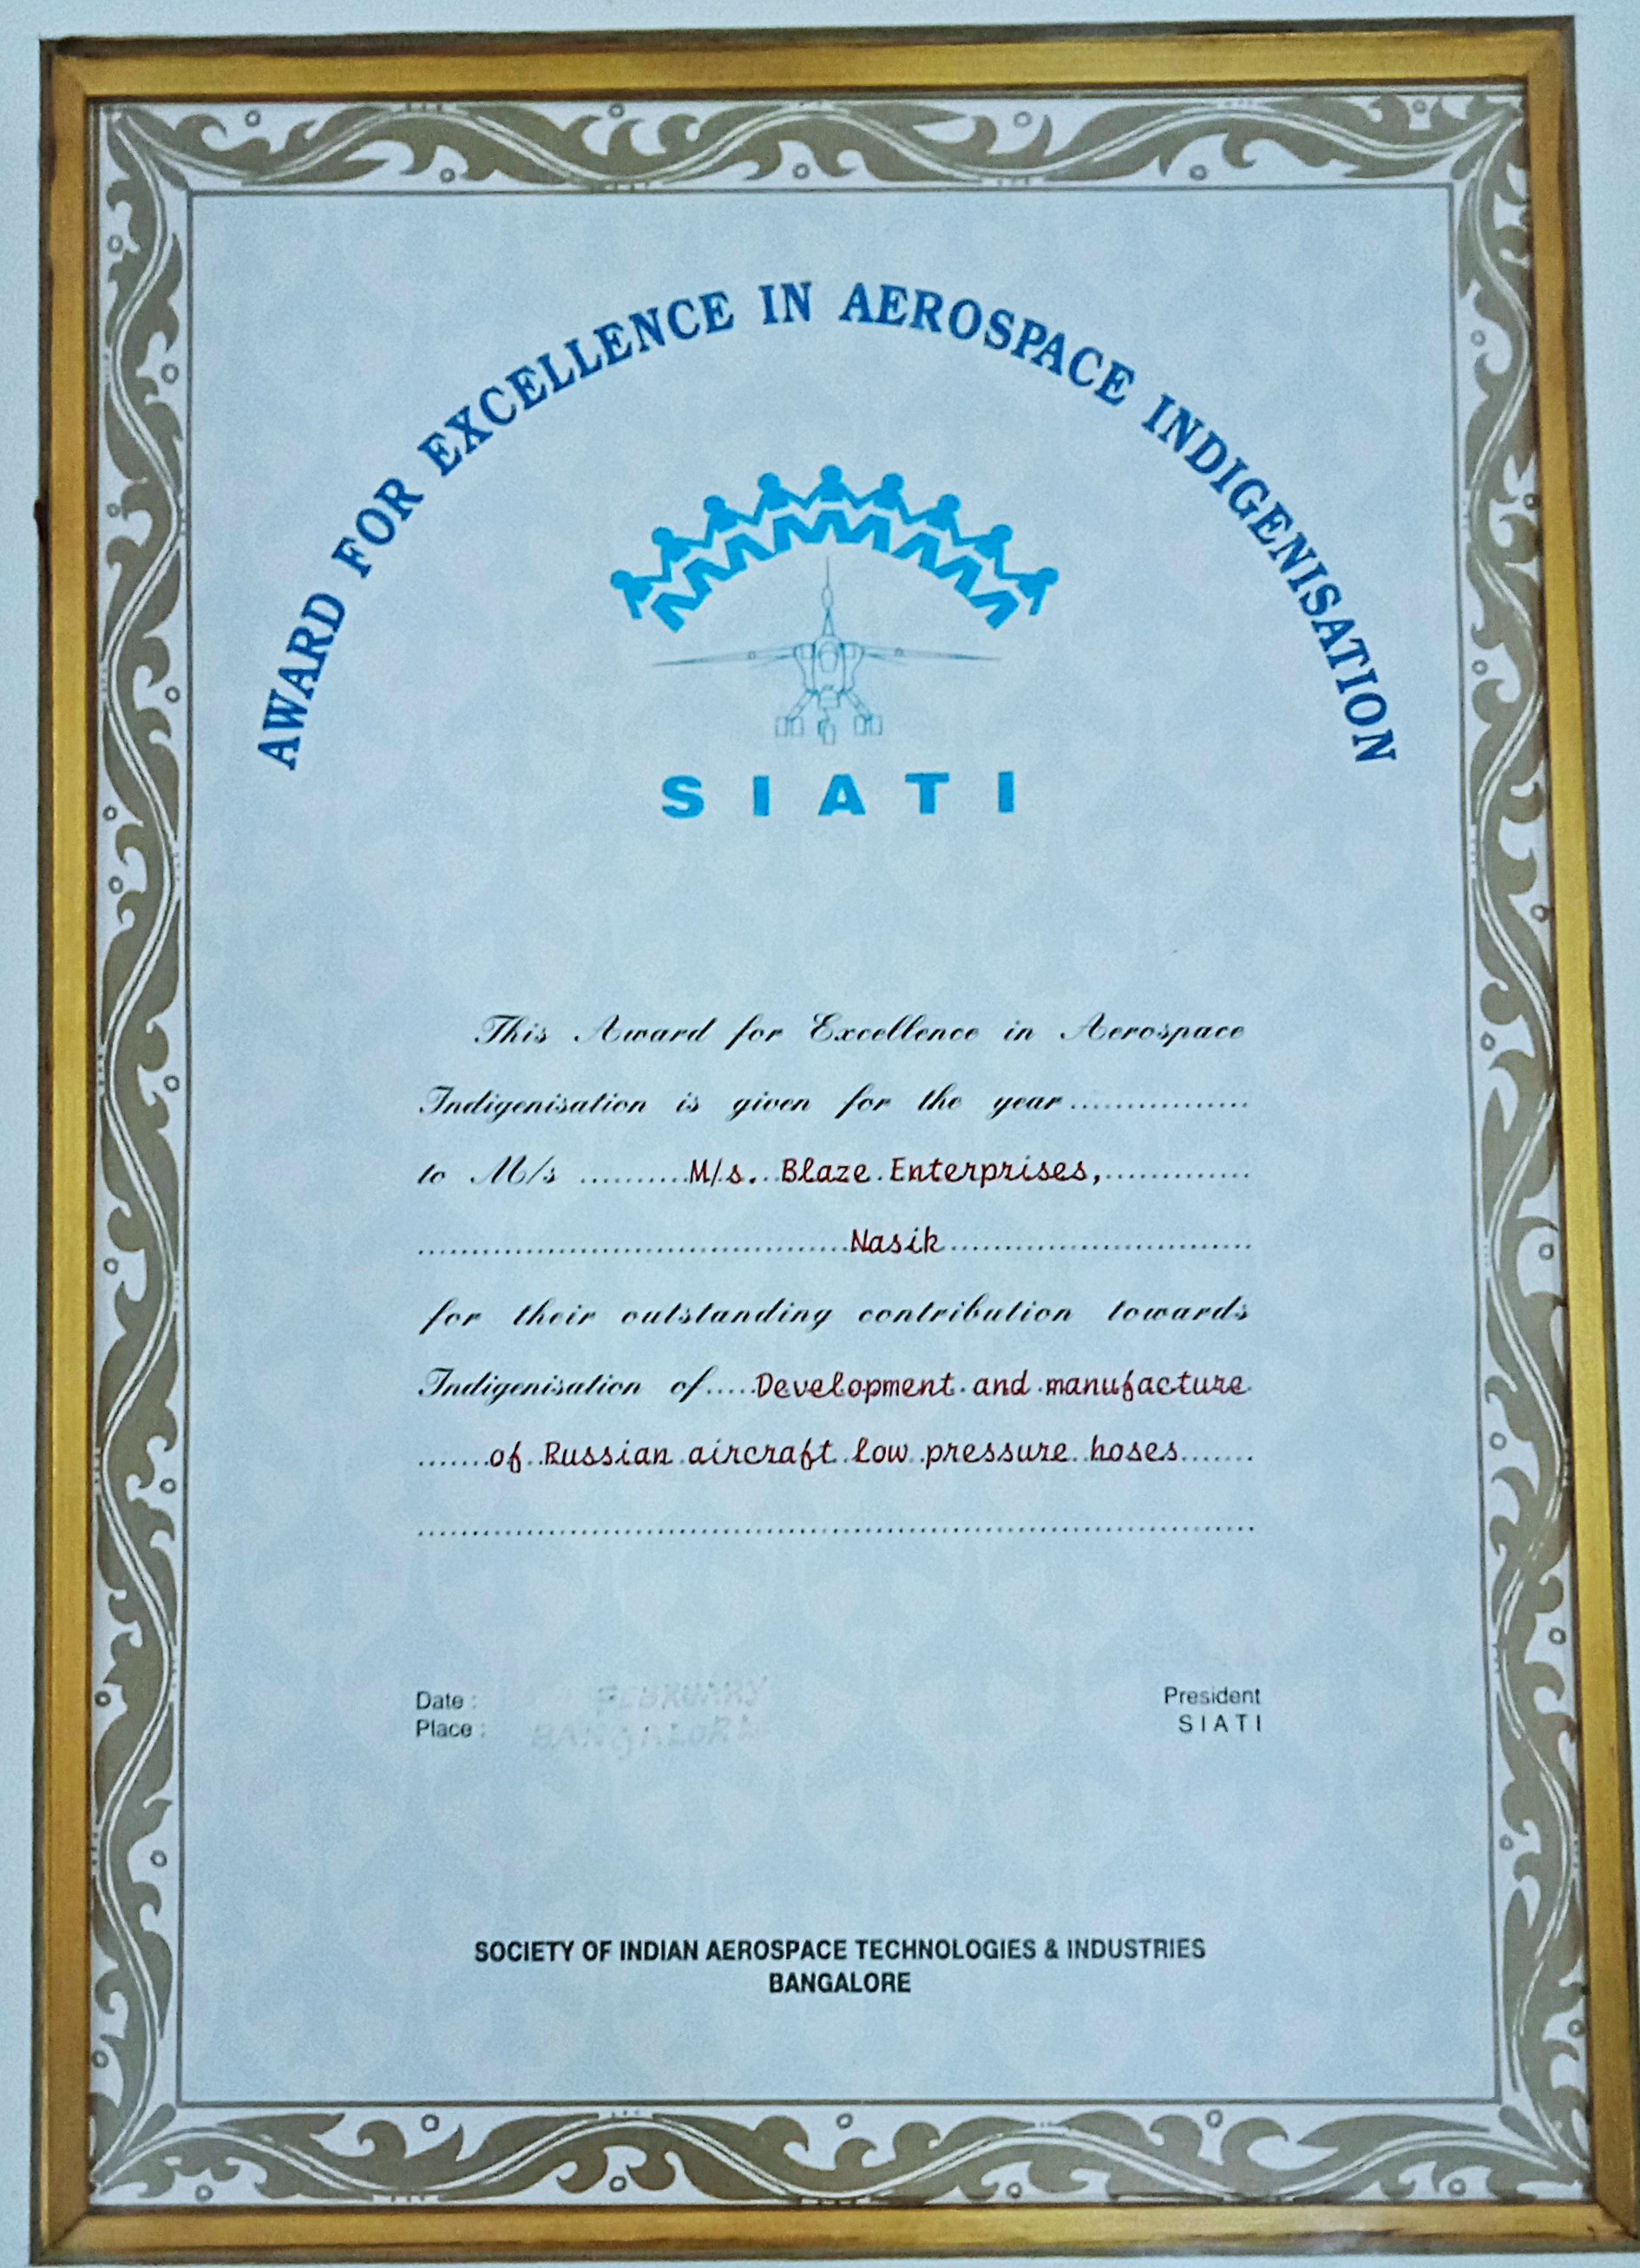 AWARD FOR EXCELLENCE IN AEROSPACE INDIGENISATION
SIATI
This Award for Excellence in Aerospace
Indigenisation is given for the year ................
to M/s ..........M/s. Blaze Enterprises,.............
........................................Nasik............................
for their outstanding contribution towards
Indigenisation of.....Development and manufacture
.......of Russian aircraft low pressure hoses.......
................................................................................
Date : FEBRUARY
Place : BANGALORE
President
SIATI
SOCIETY OF INDIAN AEROSPACE TECHNOLOGIES & INDUSTRIES
BANGALORE